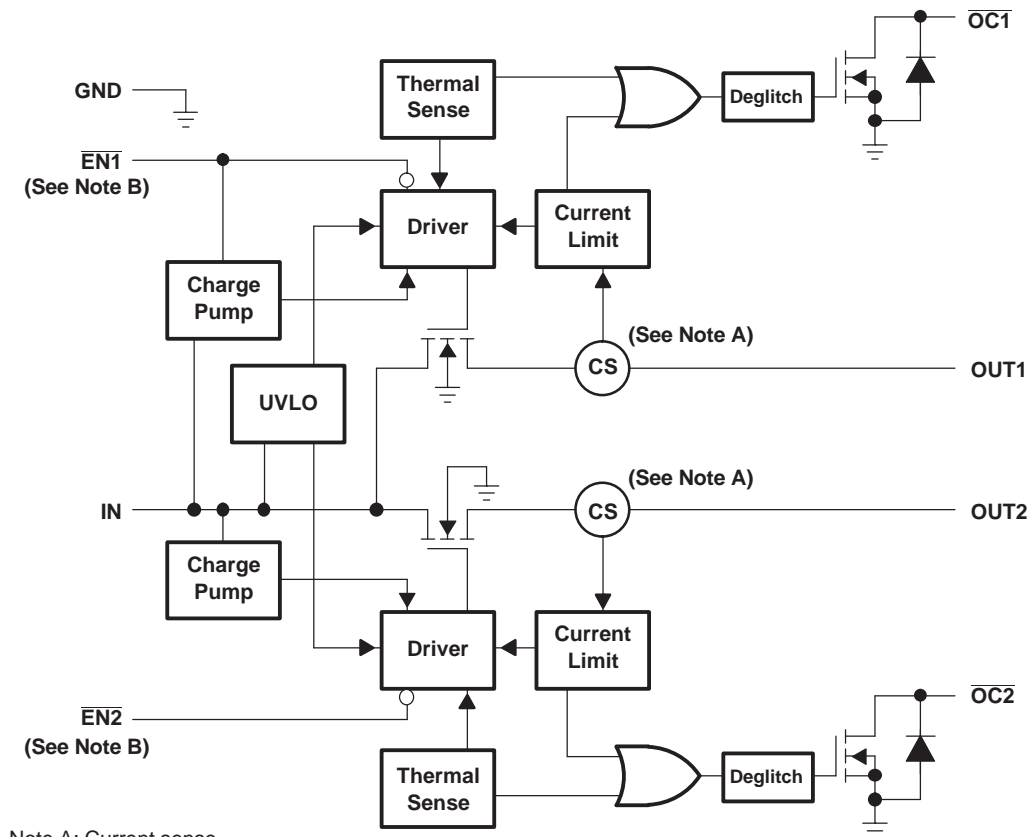 OC1
Thermal
Sense
GND
Deglitch
EN1
(See Note B)
Driver
Current
Limit
Charge
Pump
(See Note A)
CS
OUT1
UVLO
(See Note A)
IN
CS
OUT2
Charge
Pump
Driver
Current
Limit
EN2
(See Note B)
OC2
Thermal
Sense
Deglitch
Note A: Current sense